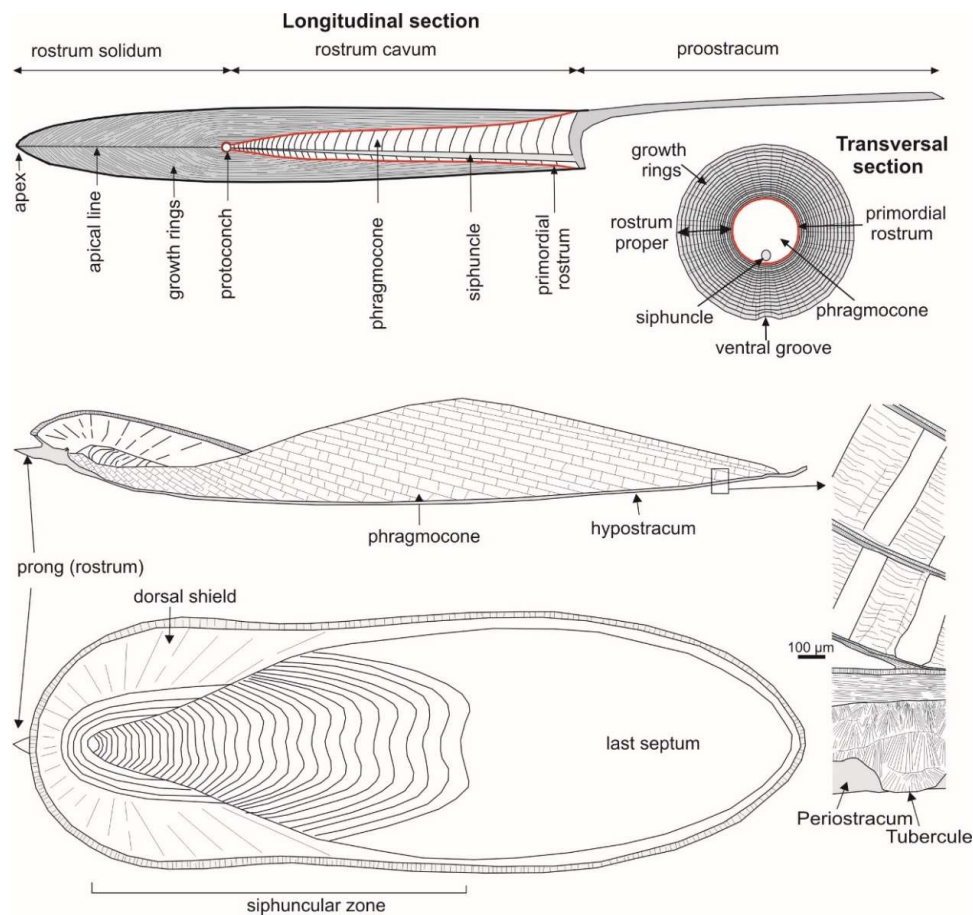 Longitudinal section
rostrum solidum
rostrum cavum
proostracum
apex
apical line
growth rings
protoconch
phragmocone
siphuncle
primordial
rostrum
Transversal
section
growth
rings
rostrum
proper
primordial
rostrum
siphuncle
phragmocone
ventral groove
phragmocone
hypostracum
prong (rostrum)
dorsal shield
100 µm
last septum
Periostracum
Tubercule
siphuncular zone